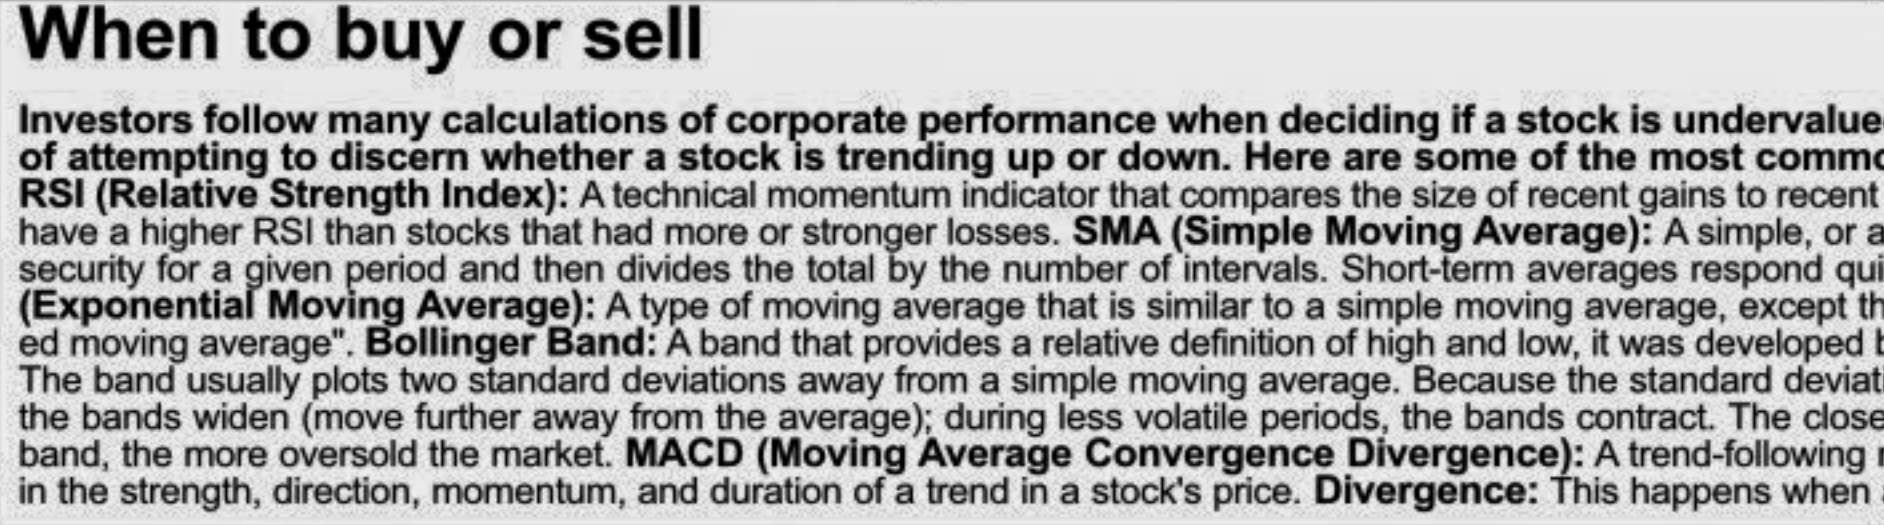 When to buy or sell
Investors follow many calculations of corporate performance when deciding if a stock is
of attempting to discern whether a stock is trending up or down. Here are some of the most
RSI (Relative Strength Index): A technical momentum indicator that compares the size of recent gains to recent
have a higher RSI than stocks that had more or stronger losses. SMA (Simple Moving Average): A simple, or
security for a given period and then divides the total by the number of intervals. Short-term averages respond
(Exponential Moving Average): A type of moving average that is similar to a simple moving average, except
ed moving average". Bollinger Band: A band that provides a relative definition of high and low, it was developed
The band usually plots two standard deviations away from a simple moving average. Because the standard
the bands widen (move further away from the average); during less volatile periods, the bands contract. The
band, the more oversold the market. MACD (Moving Average Convergence Divergence): A trend-following
in the strength, direction, momentum, and duration of a trend in a stock's price. Divergence: This happens when